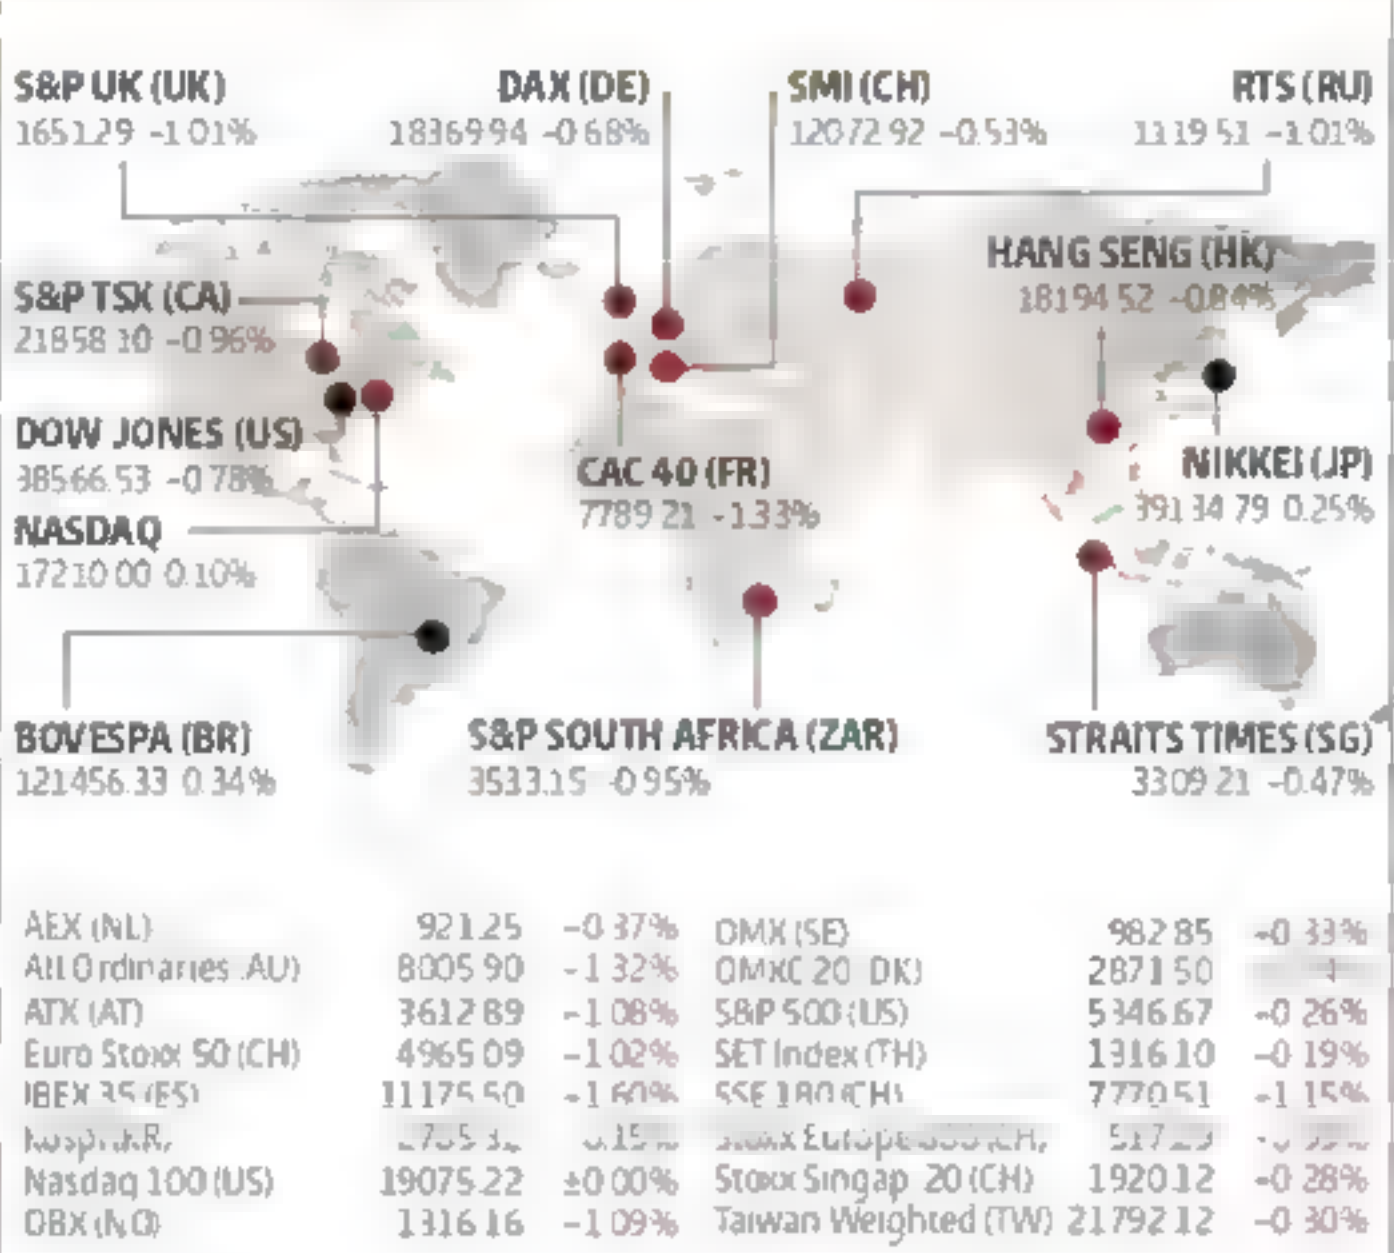 S&P UK (UK)
1651.29 -1.01%
DAX (DE)
18369.94 -0.68%
SMI (CH)
12072.92 -0.53%
RTS (RU)
1119.51 -1.01%
HANG SENG (HK)
18194.52 -0.84%
S&P TSX (CA)
21858.10 -0.96%
DOW JONES (US)
38566.53 -0.78%
CAC 40 (FR)
7789.21 -1.33%
NIKKEI (JP)
39134.79 0.25%
NASDAQ
17210.00 0.10%
BOVESPA (BR)
121456.33 0.34%
S&P SOUTH AFRICA (ZAR)
3533.15 -0.95%
STRAITS TIMES (SG)
3309.21 -0.47%
AEX (NL) 921.25 -0.37%
All Ordinaries (AU) 8005.90 -1.32%
ATX (AT) 3612.89 -1.08%
Euro Stoxx 50 (CH) 4965.09 -1.02%
IBEX 35 (ES) 11175.50 -1.60%
Kospi (KR)
Nasdaq 100 (US) 19075.22 ±0.00%
OBX (NO) 1316.16 -1.09%
OMX (SE) 982.85 -0.33%
OMXC 20 (DK) 2871.50
S&P 500 (US) 5346.67 -0.26%
SET Index (TH) 1316.10 -0.19%
SSE 180 (CH) 7770.51 -1.15%
Stoxx Europe (CH)
Stoxx Singap. 20 (CH) 1920.12 -0.28%
Taiwan Weighted (TW) 21792.12 -0.30%